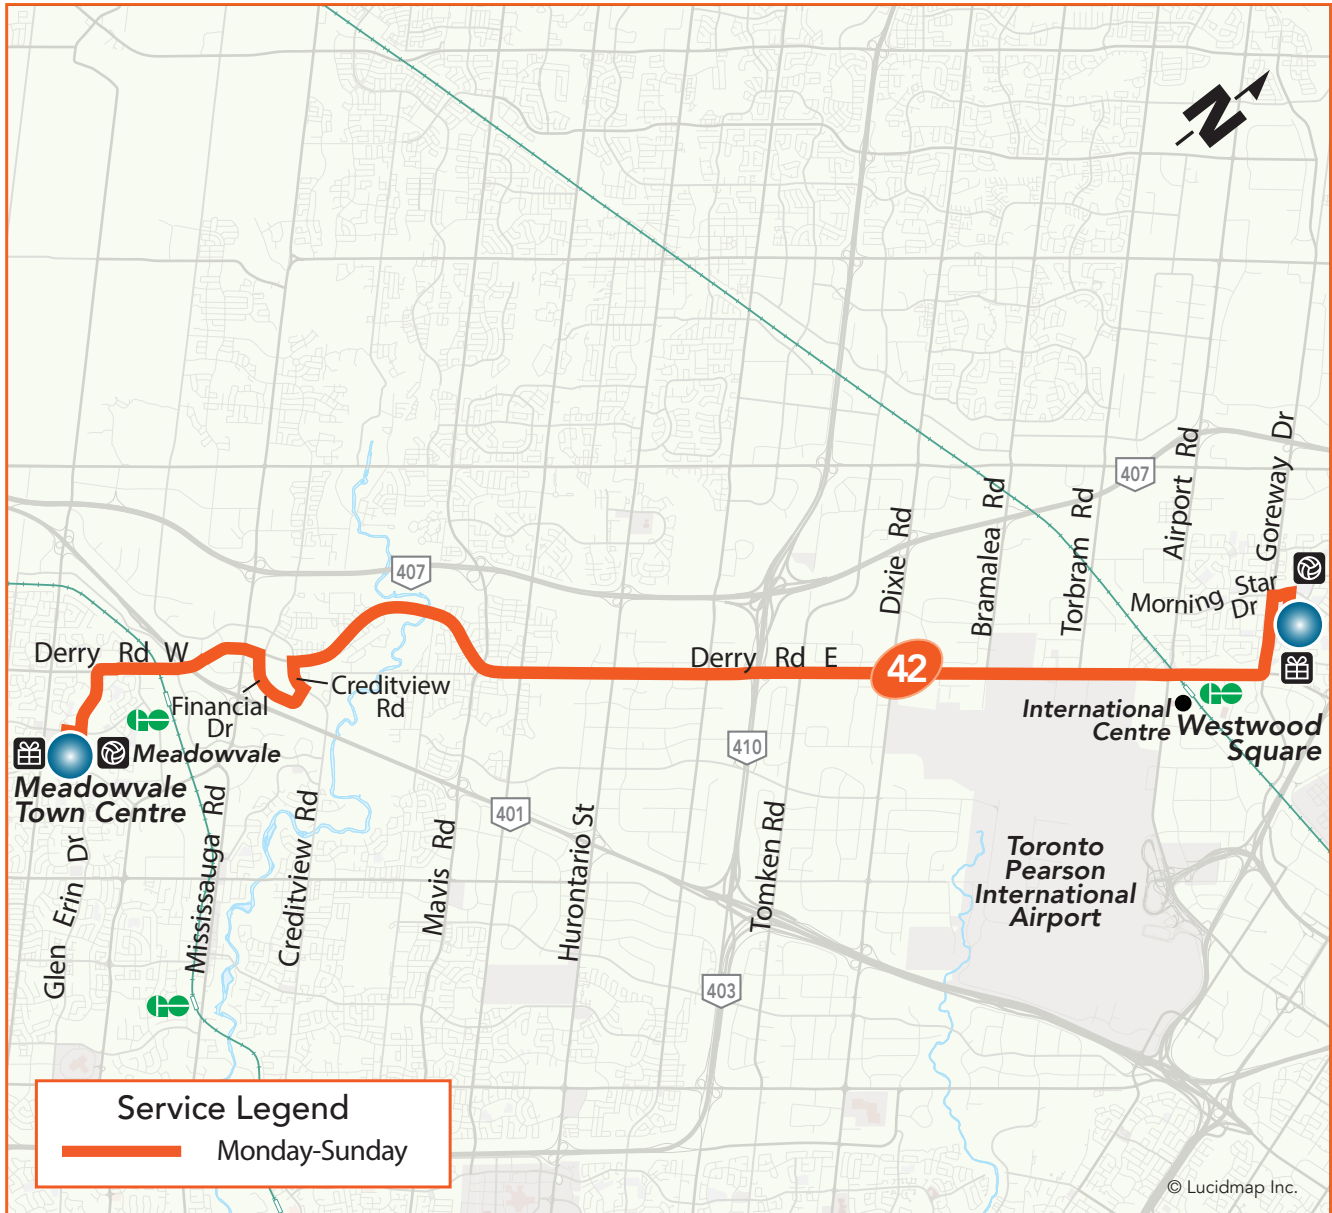 N
407
Goreway Dr
Airport Rd
Bramalea Rd
Torbram Rd
Dixie Rd
407
Morning Star
Dr
Derry Rd W
Derry Rd E
42
Financial
Dr
Creditview
Rd
GO
GO
International
Centre
Westwood
Square
Meadowvale
Meadowvale
Town Centre
410
401
Mississauga Rd
Creditview Rd
Mavis Rd
Hurontario St
Tomken Rd
Glen Erin Dr
Toronto
Pearson
International
Airport
403
GO
Service Legend
Monday-Sunday
© Lucidmap Inc.